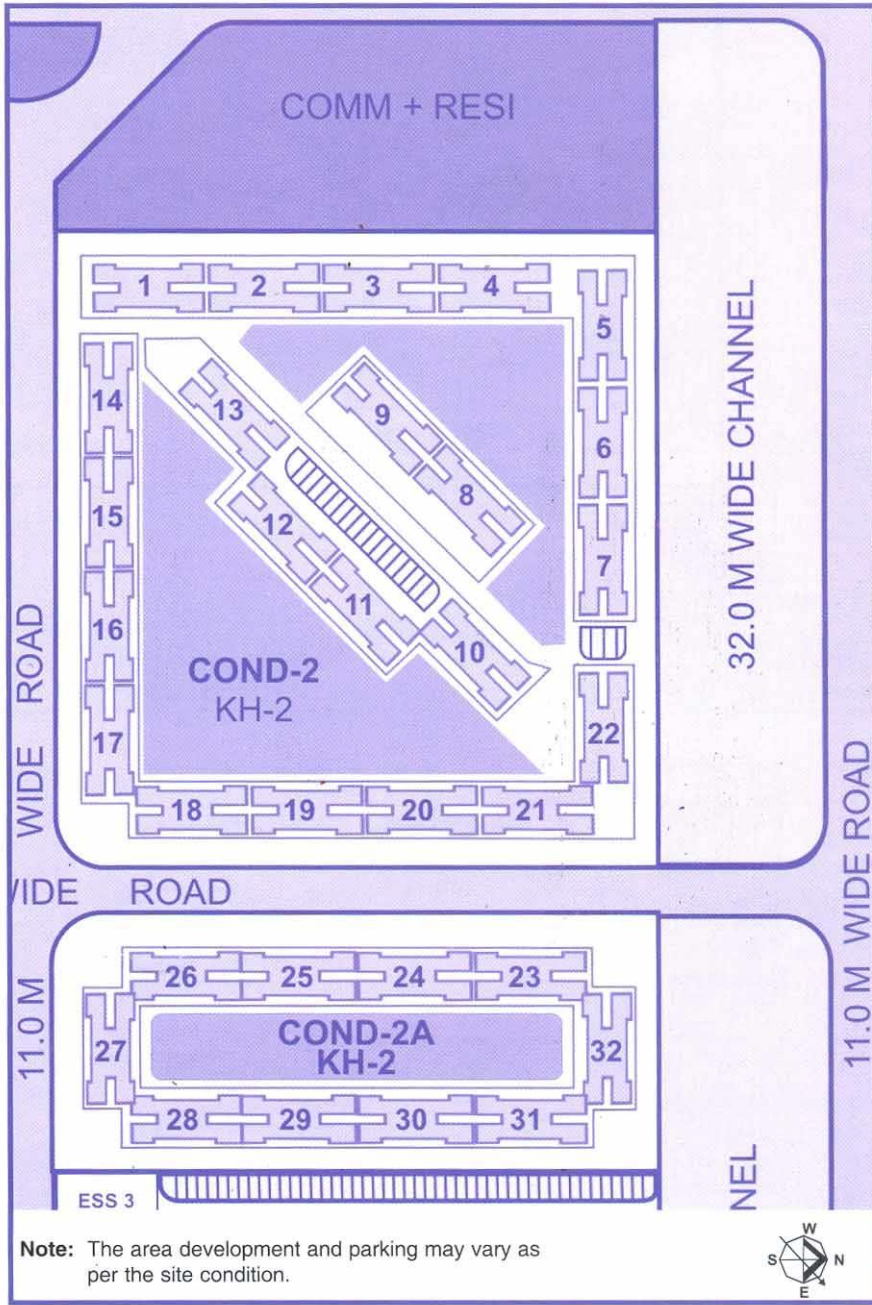 COMM + RESI
1
2
3
4
5
6
7
32.0 M WIDE CHANNEL
14
13
9
8
15
12
11
10
16
COND-2
KH-2
22
17
18
19
20
21
WIDE ROAD
WIDE ROAD
11.0 M WIDE ROAD
26
25
24
23
11.0 M
27
COND-2A
KH-2
32
28
29
30
31
NEL
ESS 3
Note: The area development and parking may vary as
per the site condition.
W
S
N
E